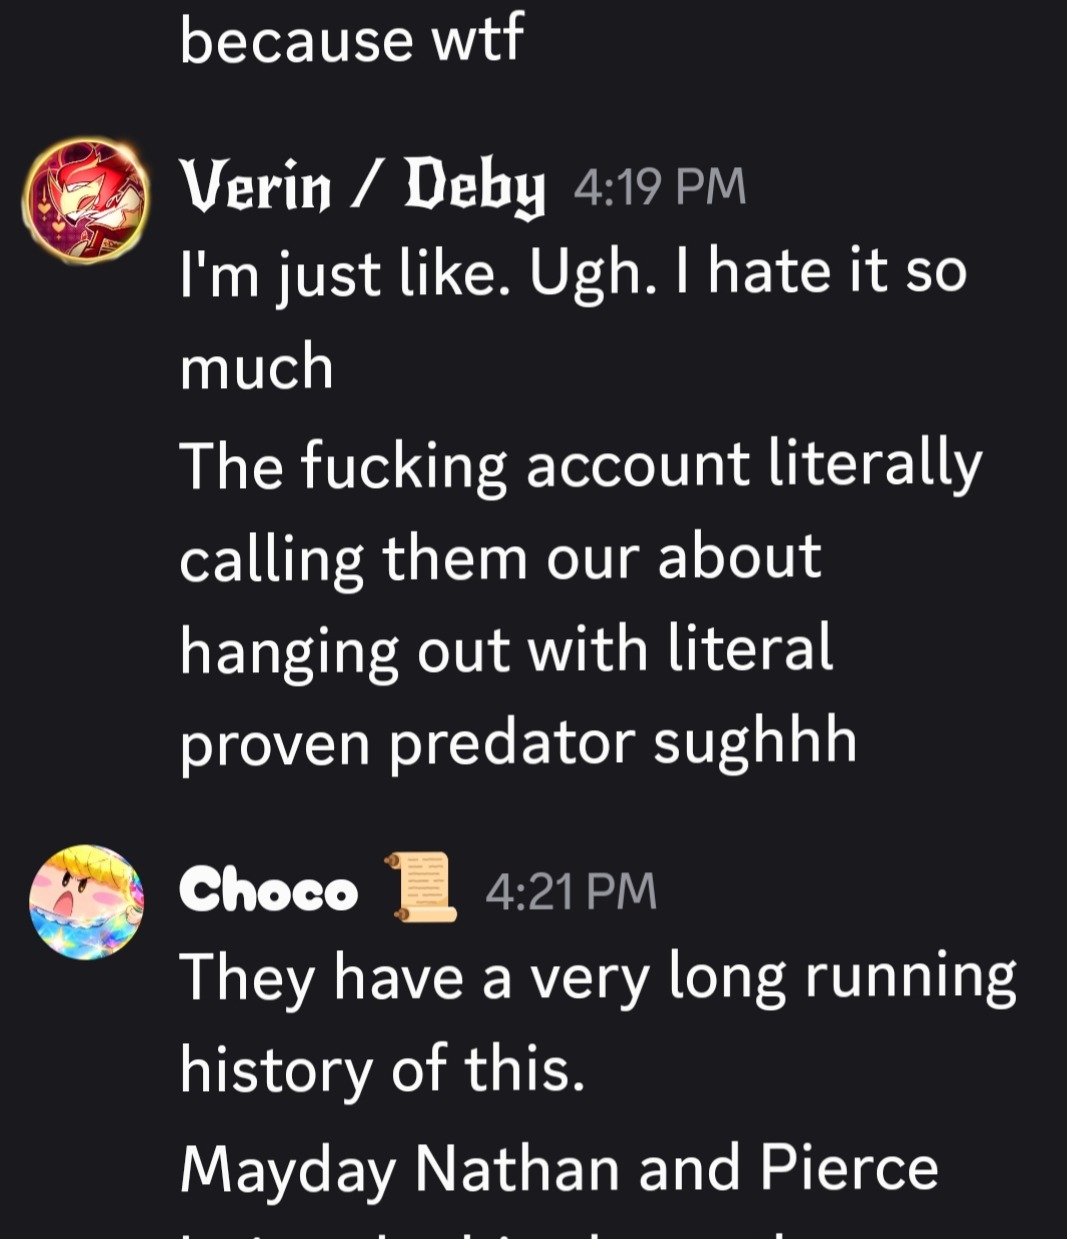 because wtf
Verin / Deby 4:19 PM
I'm just like. Ugh. I hate it so
much
The fucking account literally
calling them our about
hanging out with literal
proven predator sughhh
Choco 📜 4:21 PM
They have a very long running
history of this.
Mayday Nathan and Pierce